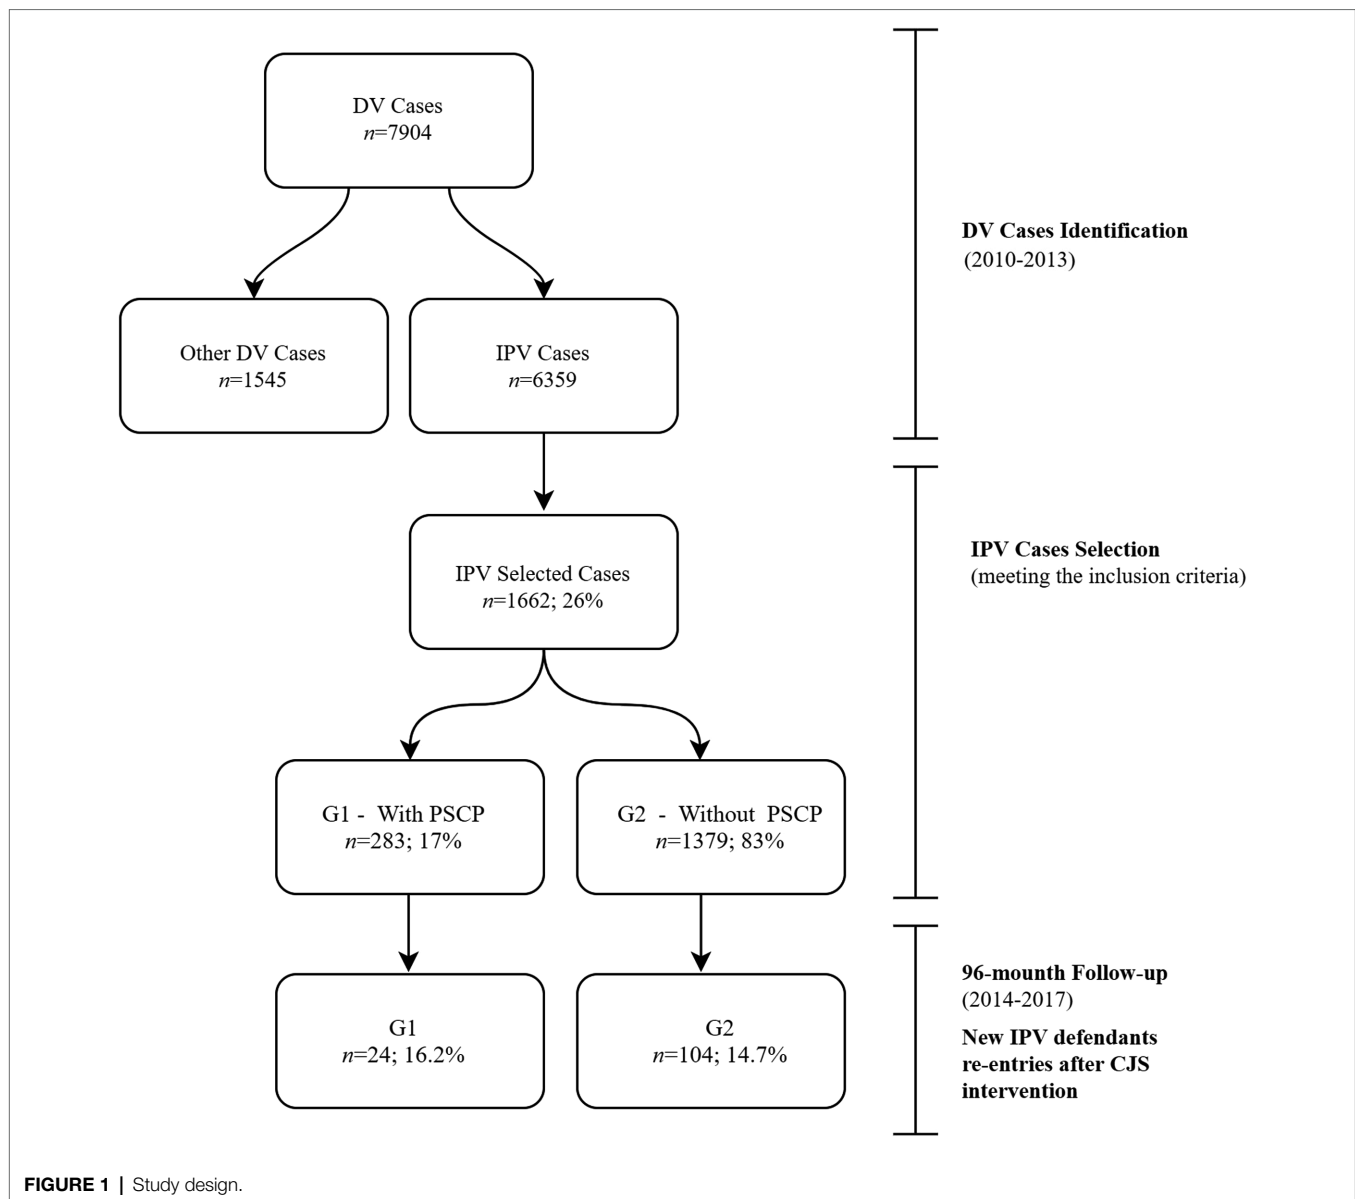 DV Cases
n=7904
DV Cases Identification
(2010-2013)
Other DV Cases
n=1545
IPV Cases
n=6359
IPV Cases Selection
(meeting the inclusion criteria)
IPV Selected Cases
n=1662; 26%
G1 - With PSCP
n=283; 17%
G2 - Without PSCP
n=1379; 83%
96-mounth Follow-up
(2014-2017)
New IPV defendants
re-entries after CJS
intervention
G1
n=24; 16.2%
G2
n=104; 14.7%
FIGURE 1 | Study design.